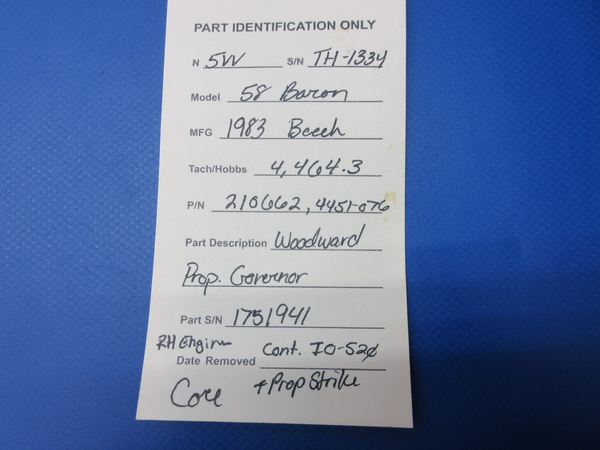 PART IDENTIFICATION ONLY
N 5VV S/N TH-1334
Model 58 Baron
MFG 1983 Beech
Tach/Hobbs 4,464.3
P/N 210662, 4451-076
Part Description Woodward
Prop. Governor
Part S/N 1751941
RH Engine Cont. IO-520
Date Removed
Core + Prop Strike